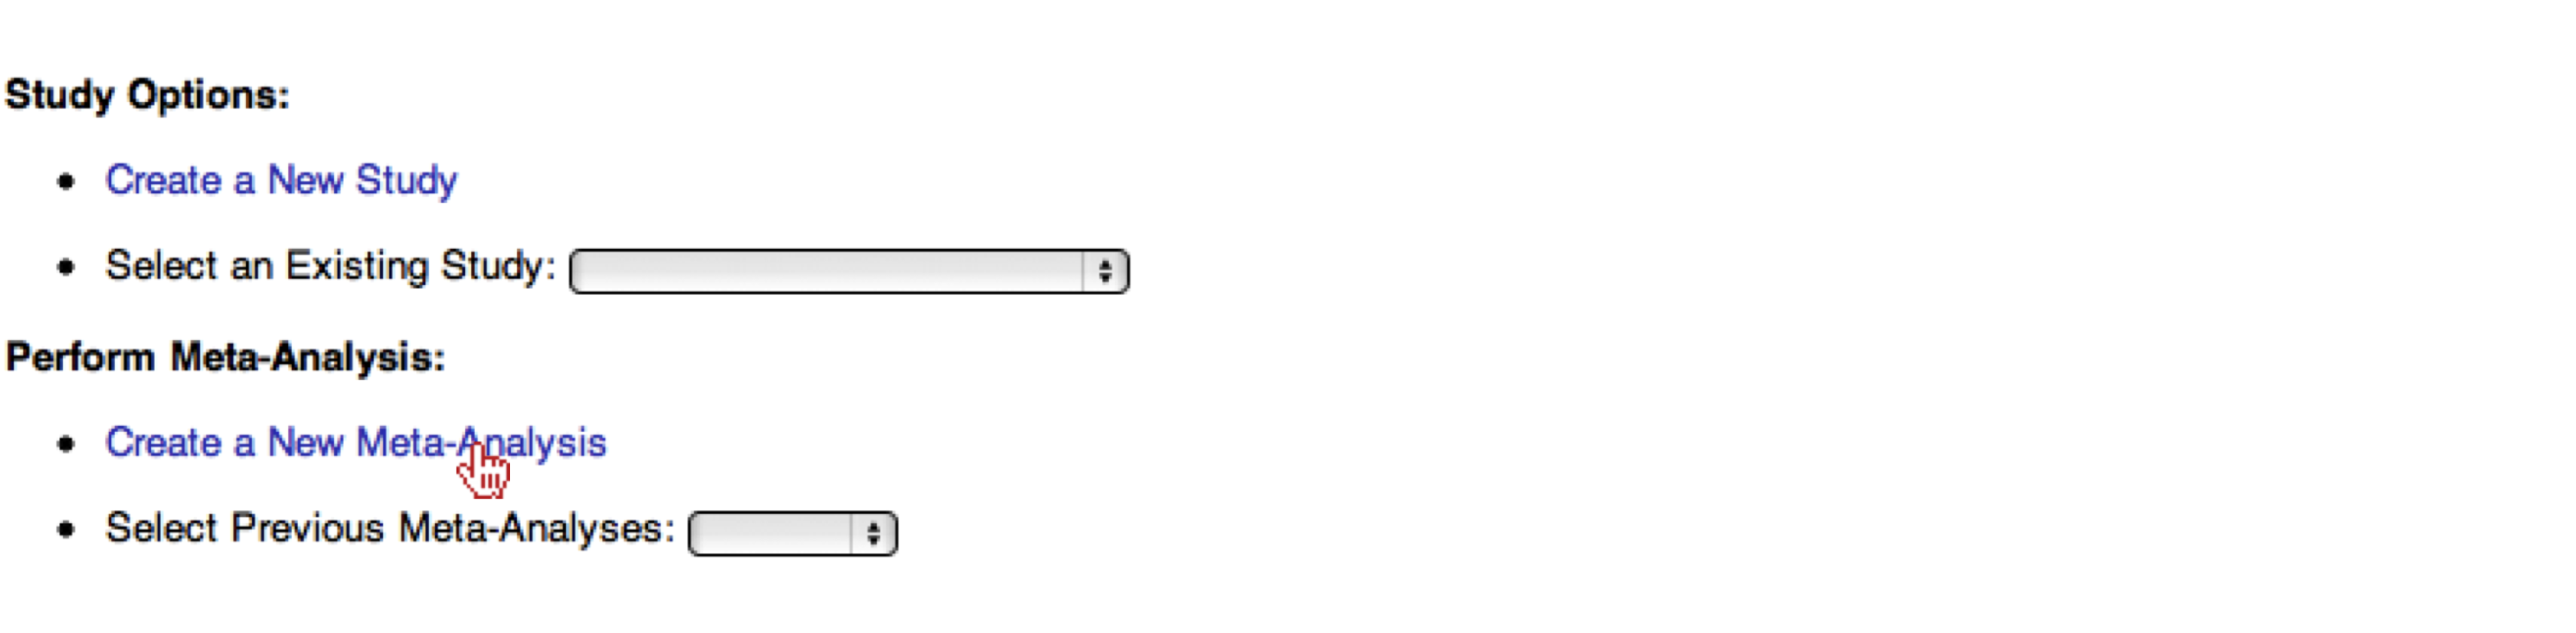 Study Options:
Create a New Study
Select an Existing Study:
Perform Meta-Analysis:
Create a New Meta-Analysis
Select Previous Meta-Analyses: